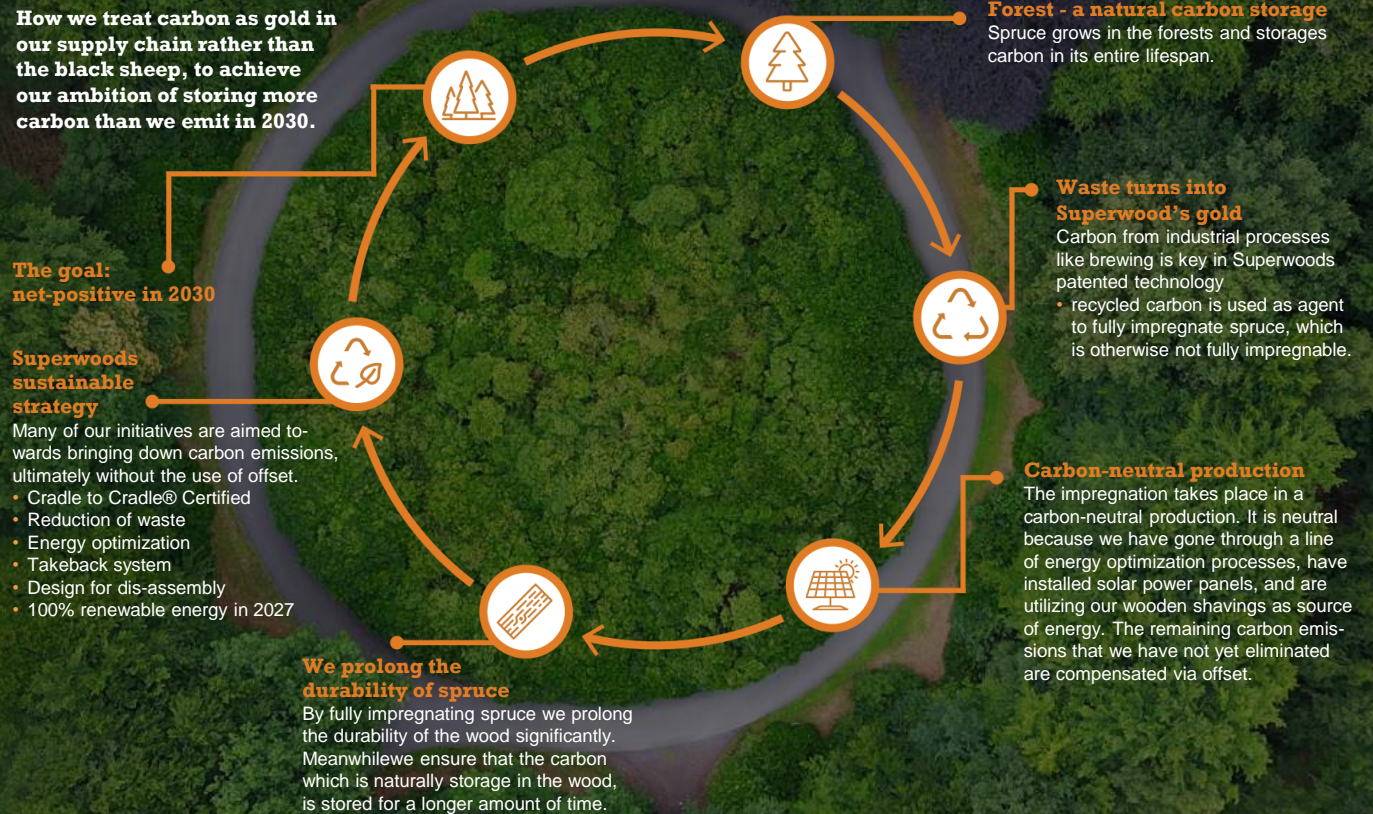 How we treat carbon as gold in
our supply chain rather than
the black sheep, to achieve
our ambition of storing more
carbon than we emit in 2030.
Forest - a natural carbon storage
Spruce grows in the forests and storages
carbon in its entire lifespan.
Waste turns into
Superwood's gold
Carbon from industrial processes
like brewing is key in Superwoods
patented technology
• recycled carbon is used as agent
to fully impregnate spruce, which
is otherwise not fully impregnable.
Carbon-neutral production
The impregnation takes place in a
carbon-neutral production. It is neutral
because we have gone through a line
of energy optimization processes, have
installed solar power panels, and are
utilizing our wooden shavings as source
of energy. The remaining carbon emis-
sions that we have not yet eliminated
are compensated via offset.
We prolong the
durability of spruce
By fully impregnating spruce we prolong
the durability of the wood significantly.
Meanwhilewe ensure that the carbon
which is naturally storage in the wood,
is stored for a longer amount of time.
Superwoods
sustainable
strategy
Many of our initiatives are aimed to-
wards bringing down carbon emissions,
ultimately without the use of offset.
• Cradle to Cradle® Certified
• Reduction of waste
• Energy optimization
• Takeback system
• Design for dis-assembly
• 100% renewable energy in 2027
The goal:
net-positive in 2030